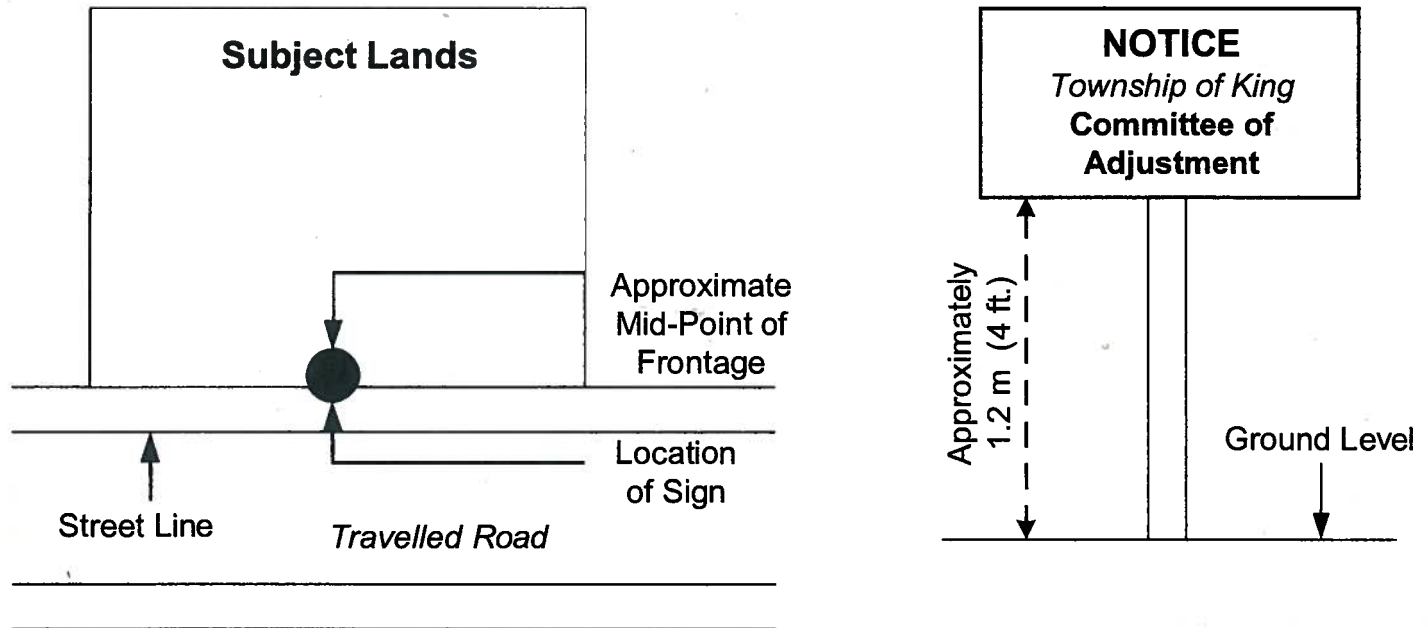 Subject Lands
Approximate
Mid-Point of
Frontage
Location
of Sign
Street Line
Travelled Road
NOTICE
Township of King
Committee of
Adjustment
Approximately
1.2 m (4 ft.)
Ground Level